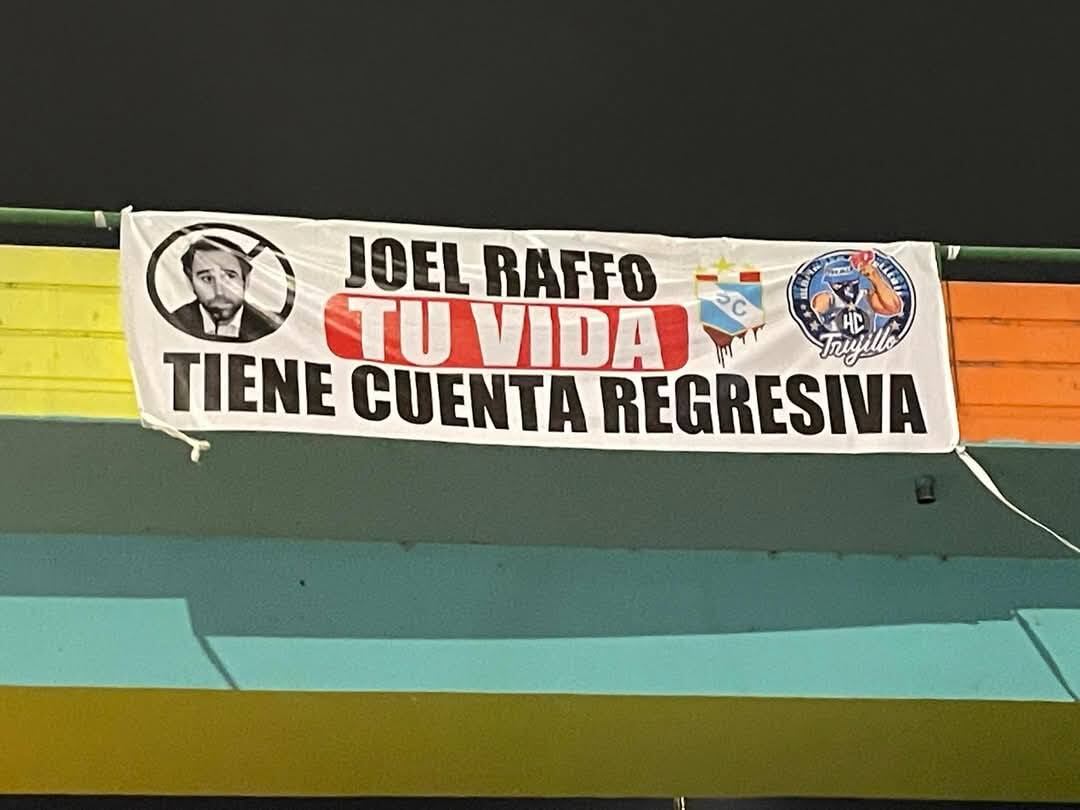 JOEL RAFFO
TU VIDA
TIENE CUENTA REGRESIVA
SC
HC
Trujillo